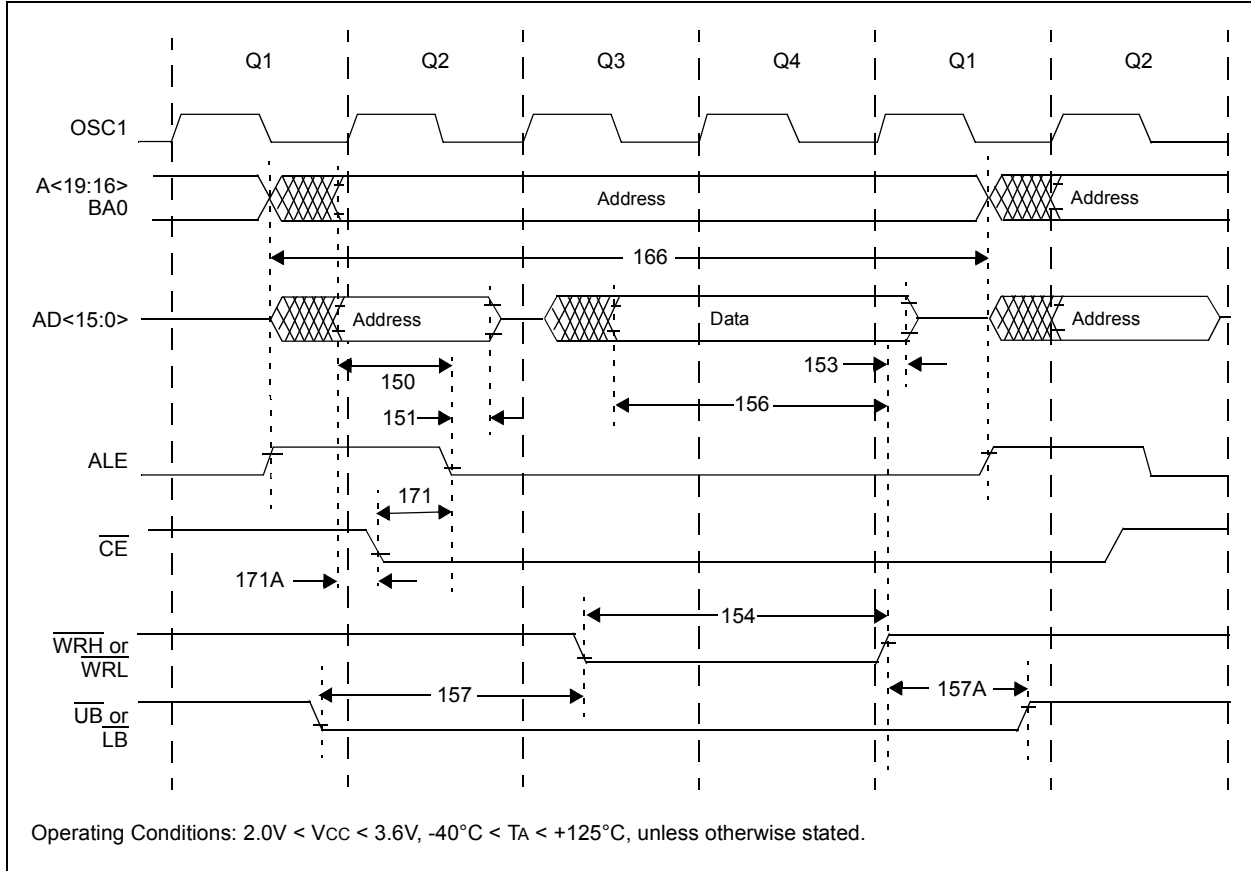 Q1 Q2 Q3 Q4 Q1 Q2
OSC1
A<19:16>
BA0
Address
Address
166
AD<15:0>
Address
Data
Address
150
153
151
156
ALE
171
CE
171A
154
WRH or
WRL
157
157A
UB or
LB
Operating Conditions: 2.0V < VCC < 3.6V, -40°C < TA < +125°C, unless otherwise stated.